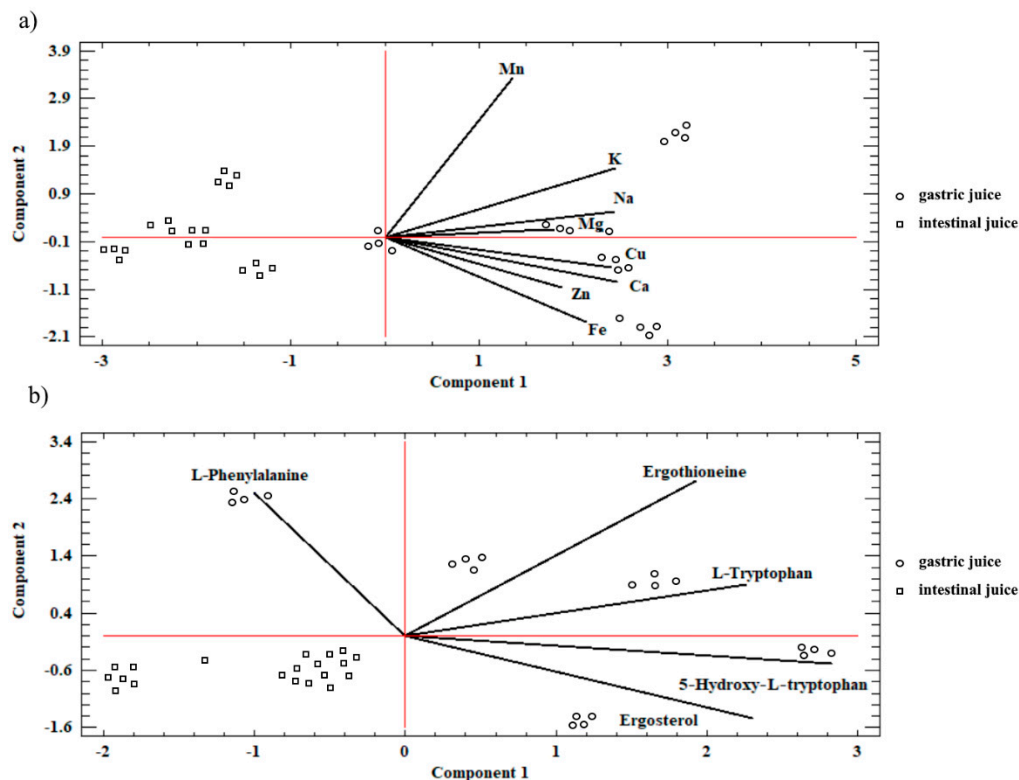 a)
3.9
Mn
2.9
1.9
K
gastric juice
Component 2
0.9
Na
intestinal juice
Mg
-0.1
Cu
Ca
-1.1
Zn
Fe
-2.1
-3 -1 1 3 5
Component 1
b)
3.4
L-Phenylalanine
Ergothioneine
2.4
1.4
gastric juice
Component 2
L-Tryptophan
intestinal juice
0.4
-0.6
5-Hydroxy-L-tryptophan
Ergosterol
-1.6
-2 -1 0 1 2 3
Component 1